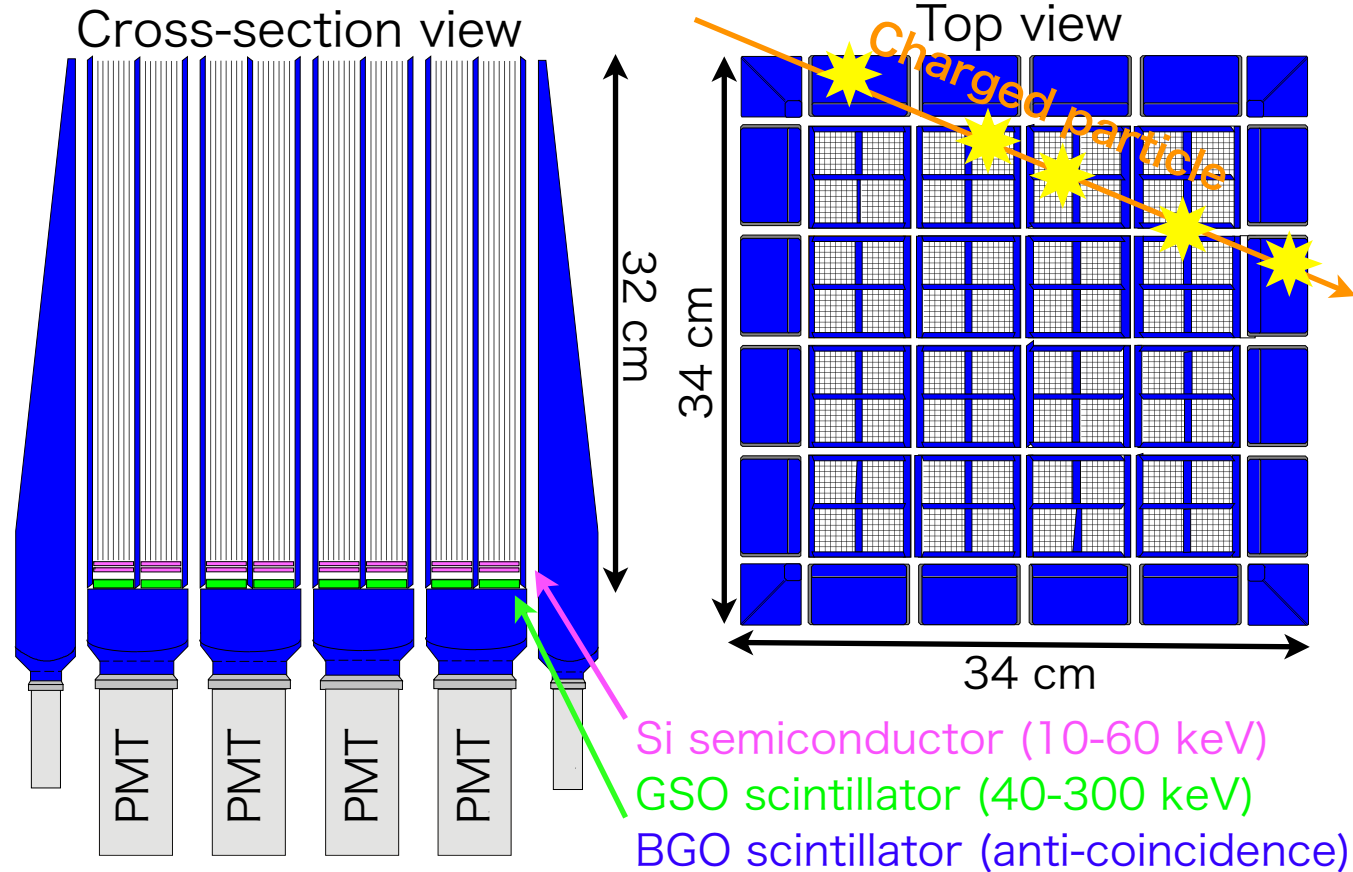 Cross-section view
Top view
Charged particle
32 cm
34 cm
34 cm
PMT
PMT
PMT
PMT
Si semiconductor (10-60 keV)
GSO scintillator (40-300 keV)
BGO scintillator (anti-coincidence)